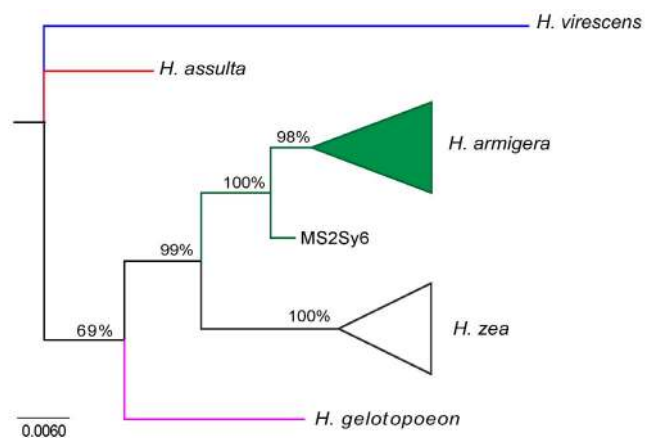 H. virescens
H. assulta
98%
H. armigera
100%
MS2Sy6
99%
100%
H. zea
69%
H. gelotopoeon
0.0060